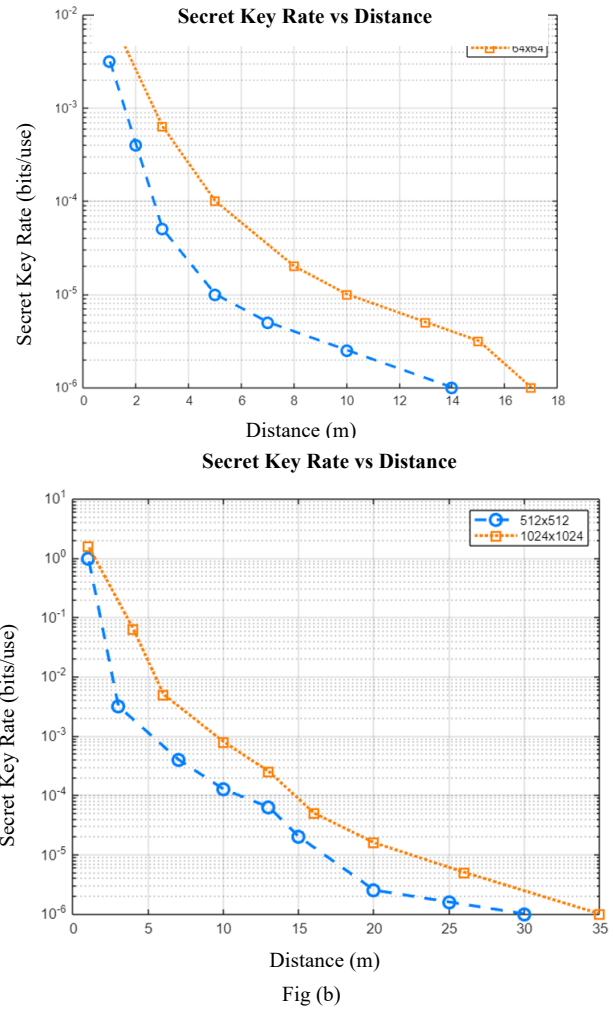 Secret Key Rate vs Distance
64x64
Secret Key Rate (bits/use)
10^-2
10^-3
10^-4
10^-5
10^-6
0 2 4 6 8 10 12 14 16 18
Distance (m)
Secret Key Rate vs Distance
512x512
1024x1024
Secret Key Rate (bits/use)
10^1
10^0
10^-1
10^-2
10^-3
10^-4
10^-5
10^-6
0 5 10 15 20 25 30 35
Distance (m)
Fig (b)